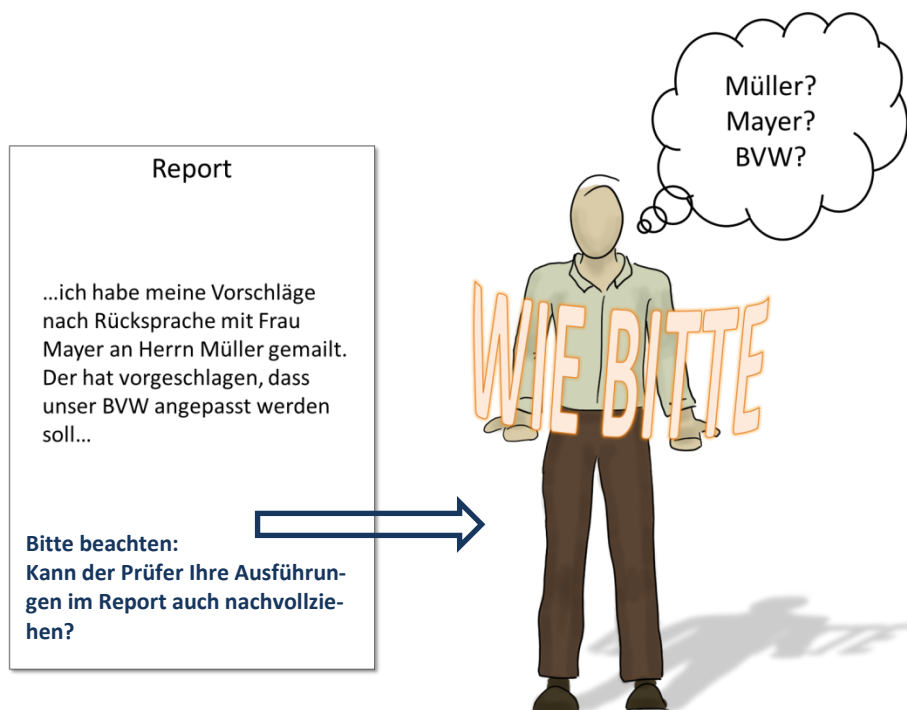 Report
...ich habe meine Vorschläge
nach Rücksprache mit Frau
Mayer an Herrn Müller gemailt.
Der hat vorgeschlagen, dass
unser BVW angepasst werden
soll...
Bitte beachten:
Kann der Prüfer Ihre Ausführun-
gen im Report auch nachvollzie-
hen?
Müller?
Mayer?
BVW?
WIE BITTE